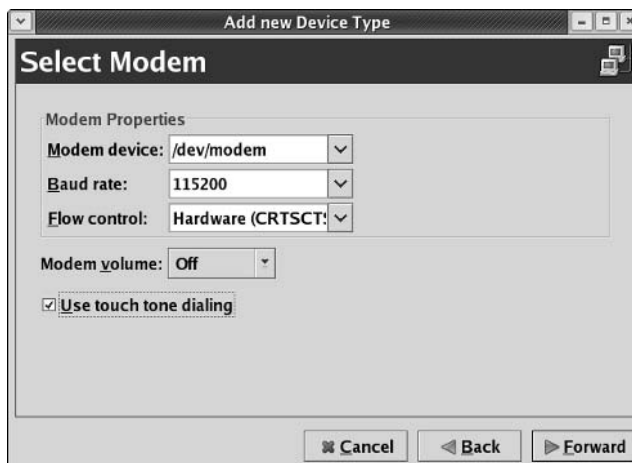 Add new Device Type
Select Modem
Modem Properties
Modem device: /dev/modem
Baud rate: 115200
Flow control: Hardware (CRTSCTS
Modem volume: Off
Use touch tone dialing
Cancel Back Forward